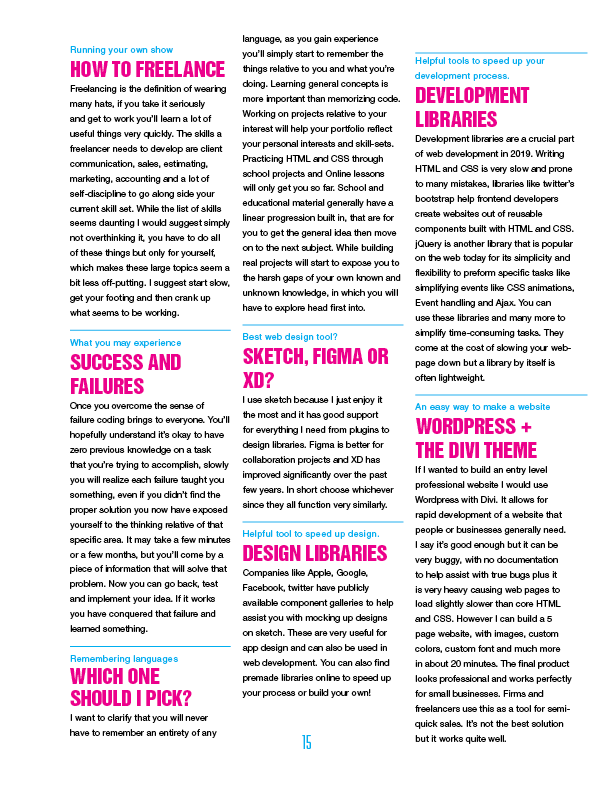 Running your own show
HOW TO FREELANCE
Freelancing is the definition of wearing
many hats, if you take it seriously
and get to work you'll learn a lot of
useful things very quickly. The skills a
freelancer needs to develop are client
communication, sales, estimating,
marketing, accounting and a lot of
self-discipline to go along side your
current skill set. While the list of skills
seems daunting I would suggest simply
not overthinking it, you have to do all
of these things but only for yourself,
which makes these large topics seem a
bit less off-putting. I suggest start slow,
get your footing and then crank up
what seems to be working.
What you may experience
SUCCESS AND
FAILURES
Once you overcome the sense of
failure coding brings to everyone. You'll
hopefully understand it's okay to have
zero previous knowledge on a task
that you're trying to accomplish, slowly
you will realize each failure taught you
something, even if you didn't find the
proper solution you now have exposed
yourself to the thinking relative of that
specific area. It may take a few minutes
or a few months, but you'll come by a
piece of information that will solve that
problem. Now you can go back, test
and implement your idea. If it works
you have conquered that failure and
learned something.
Remembering languages
WHICH ONE
SHOULD I PICK?
I want to clarify that you will never
have to remember an entirety of any
language, as you gain experience
you'll simply start to remember the
things relative to you and what you're
doing. Learning general concepts is
more important than memorizing code.
Working on projects relative to your
interest will help your portfolio reflect
your personal interests and skill-sets.
Practicing HTML and CSS through
school projects and Online lessons
will only get you so far. School and
educational material generally have a
linear progression built in, that are for
you to get the general idea then move
on to the next subject. While building
real projects will start to expose you to
the harsh gaps of your own known and
unknown knowledge, in which you will
have to explore head first into.
Best web design tool?
SKETCH, FIGMA OR
XD?
I use sketch because I just enjoy it
the most and it has good support
for everything I need from plugins to
design libraries. Figma is better for
collaboration projects and XD has
improved significantly over the past
few years. In short choose whichever
since they all function very similarly.
Helpful tool to speed up design.
DESIGN LIBRARIES
Companies like Apple, Google,
Facebook, twitter have publicly
available component galleries to help
assist you with mocking up designs
on sketch. These are very useful for
app design and can also be used in
web development. You can also find
premade libraries online to speed up
your process or build your own!
Helpful tools to speed up your
development process.
DEVELOPMENT
LIBRARIES
Development libraries are a crucial part
of web development in 2019. Writing
HTML and CSS is very slow and prone
to many mistakes, libraries like twitter's
bootstrap help frontend developers
create websites out of reusable
components built with HTML and CSS.
jQuery is another library that is popular
on the web today for its simplicity and
flexibility to preform specific tasks like
simplifying events like CSS animations,
Event handling and Ajax. You can
use these libraries and many more to
simplify time-consuming tasks. They
come at the cost of slowing your web-
page down but a library by itself is
often lightweight.
An easy way to make a website
WORDPRESS +
THE DIVI THEME
If I wanted to build an entry level
professional website I would use
Wordpress with Divi. It allows for
rapid development of a website that
people or businesses generally need.
I say it's good enough but it can be
very buggy, with no documentation
to help assist with true bugs plus it
is very heavy causing web pages to
load slightly slower than core HTML
and CSS. However I can build a 5
page website, with images, custom
colors, custom font and much more
in about 20 minutes. The final product
looks professional and works perfectly
for small businesses. Firms and
freelancers use this as a tool for semi-
quick sales. It's not the best solution
but it works quite well.
15